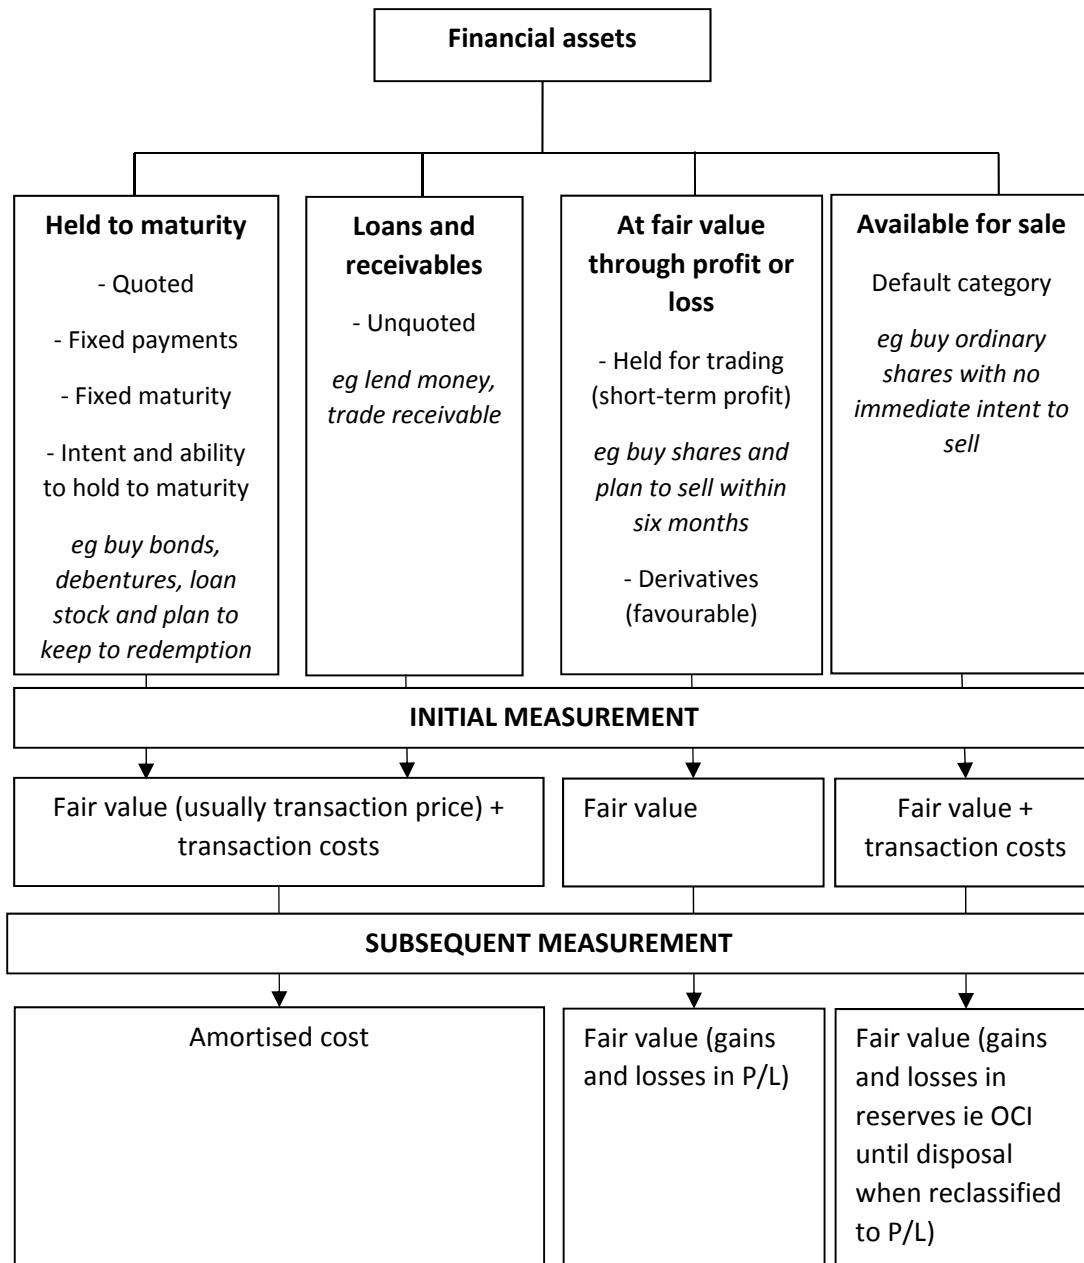 Financial assets
Held to maturity
- Quoted
- Fixed payments
- Fixed maturity
- Intent and ability
to hold to maturity
eg buy bonds,
debentures, loan
stock and plan to
keep to redemption
Loans and
receivables
- Unquoted
eg lend money,
trade receivable
At fair value
through profit or
loss
- Held for trading
(short-term profit)
eg buy shares and
plan to sell within
six months
- Derivatives
(favourable)
Available for sale
Default category
eg buy ordinary
shares with no
immediate intent to
sell
INITIAL MEASUREMENT
Fair value (usually transaction price) +
transaction costs
Fair value
Fair value +
transaction costs
SUBSEQUENT MEASUREMENT
Amortised cost
Fair value (gains
and losses in P/L)
Fair value (gains
and losses in
reserves ie OCI
until disposal
when reclassified
to P/L)